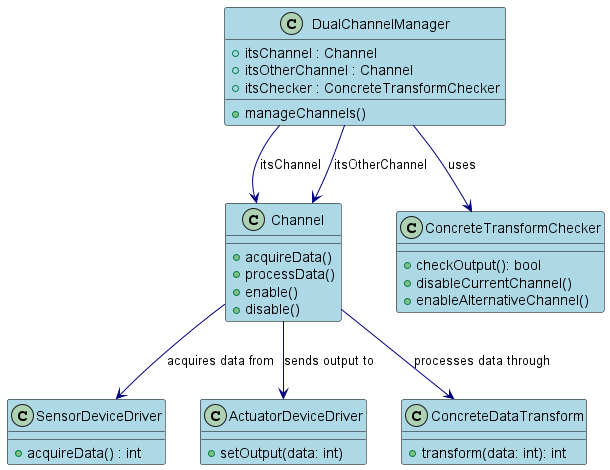 C DualChannelManager
itsChannel : Channel
itsOtherChannel : Channel
itsChecker : ConcreteTransformChecker
manageChannels()
itsChannel
itsOtherChannel
uses
C Channel
acquireData()
processData()
enable()
disable()
C ConcreteTransformChecker
checkOutput(): bool
disableCurrentChannel()
enableAlternativeChannel()
acquires data from
sends output to
processes data through
C SensorDeviceDriver
acquireData() : int
C ActuatorDeviceDriver
setOutput(data: int)
C ConcreteDataTransform
transform(data: int): int